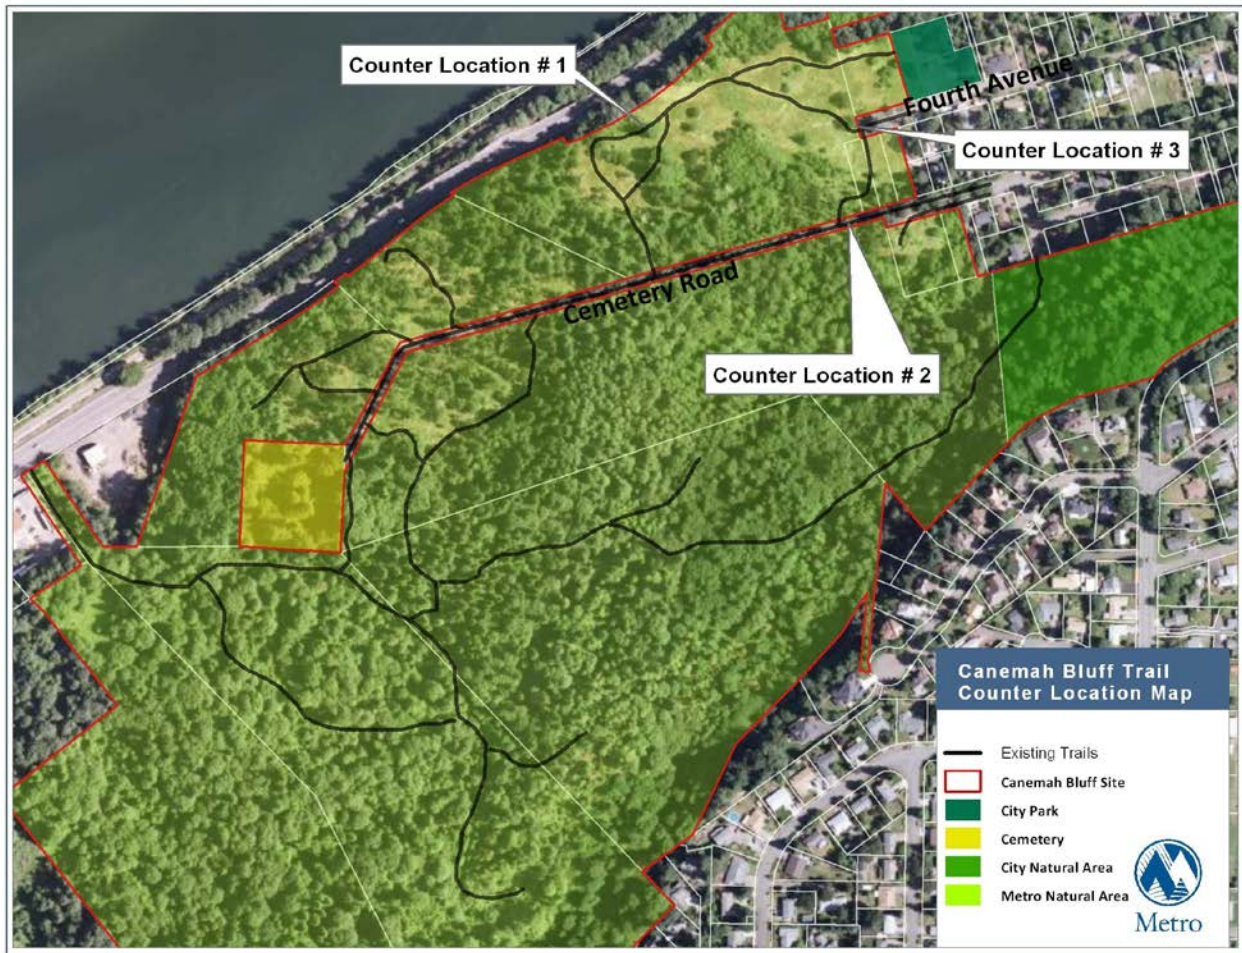 Counter Location # 1
Fourth Avenue
Counter Location # 3
Cemetery Road
Counter Location # 2
Canemah Bluff Trail
Counter Location Map
Existing Trails
Canemah Bluff Site
City Park
Cemetery
City Natural Area
Metro Natural Area
Metro